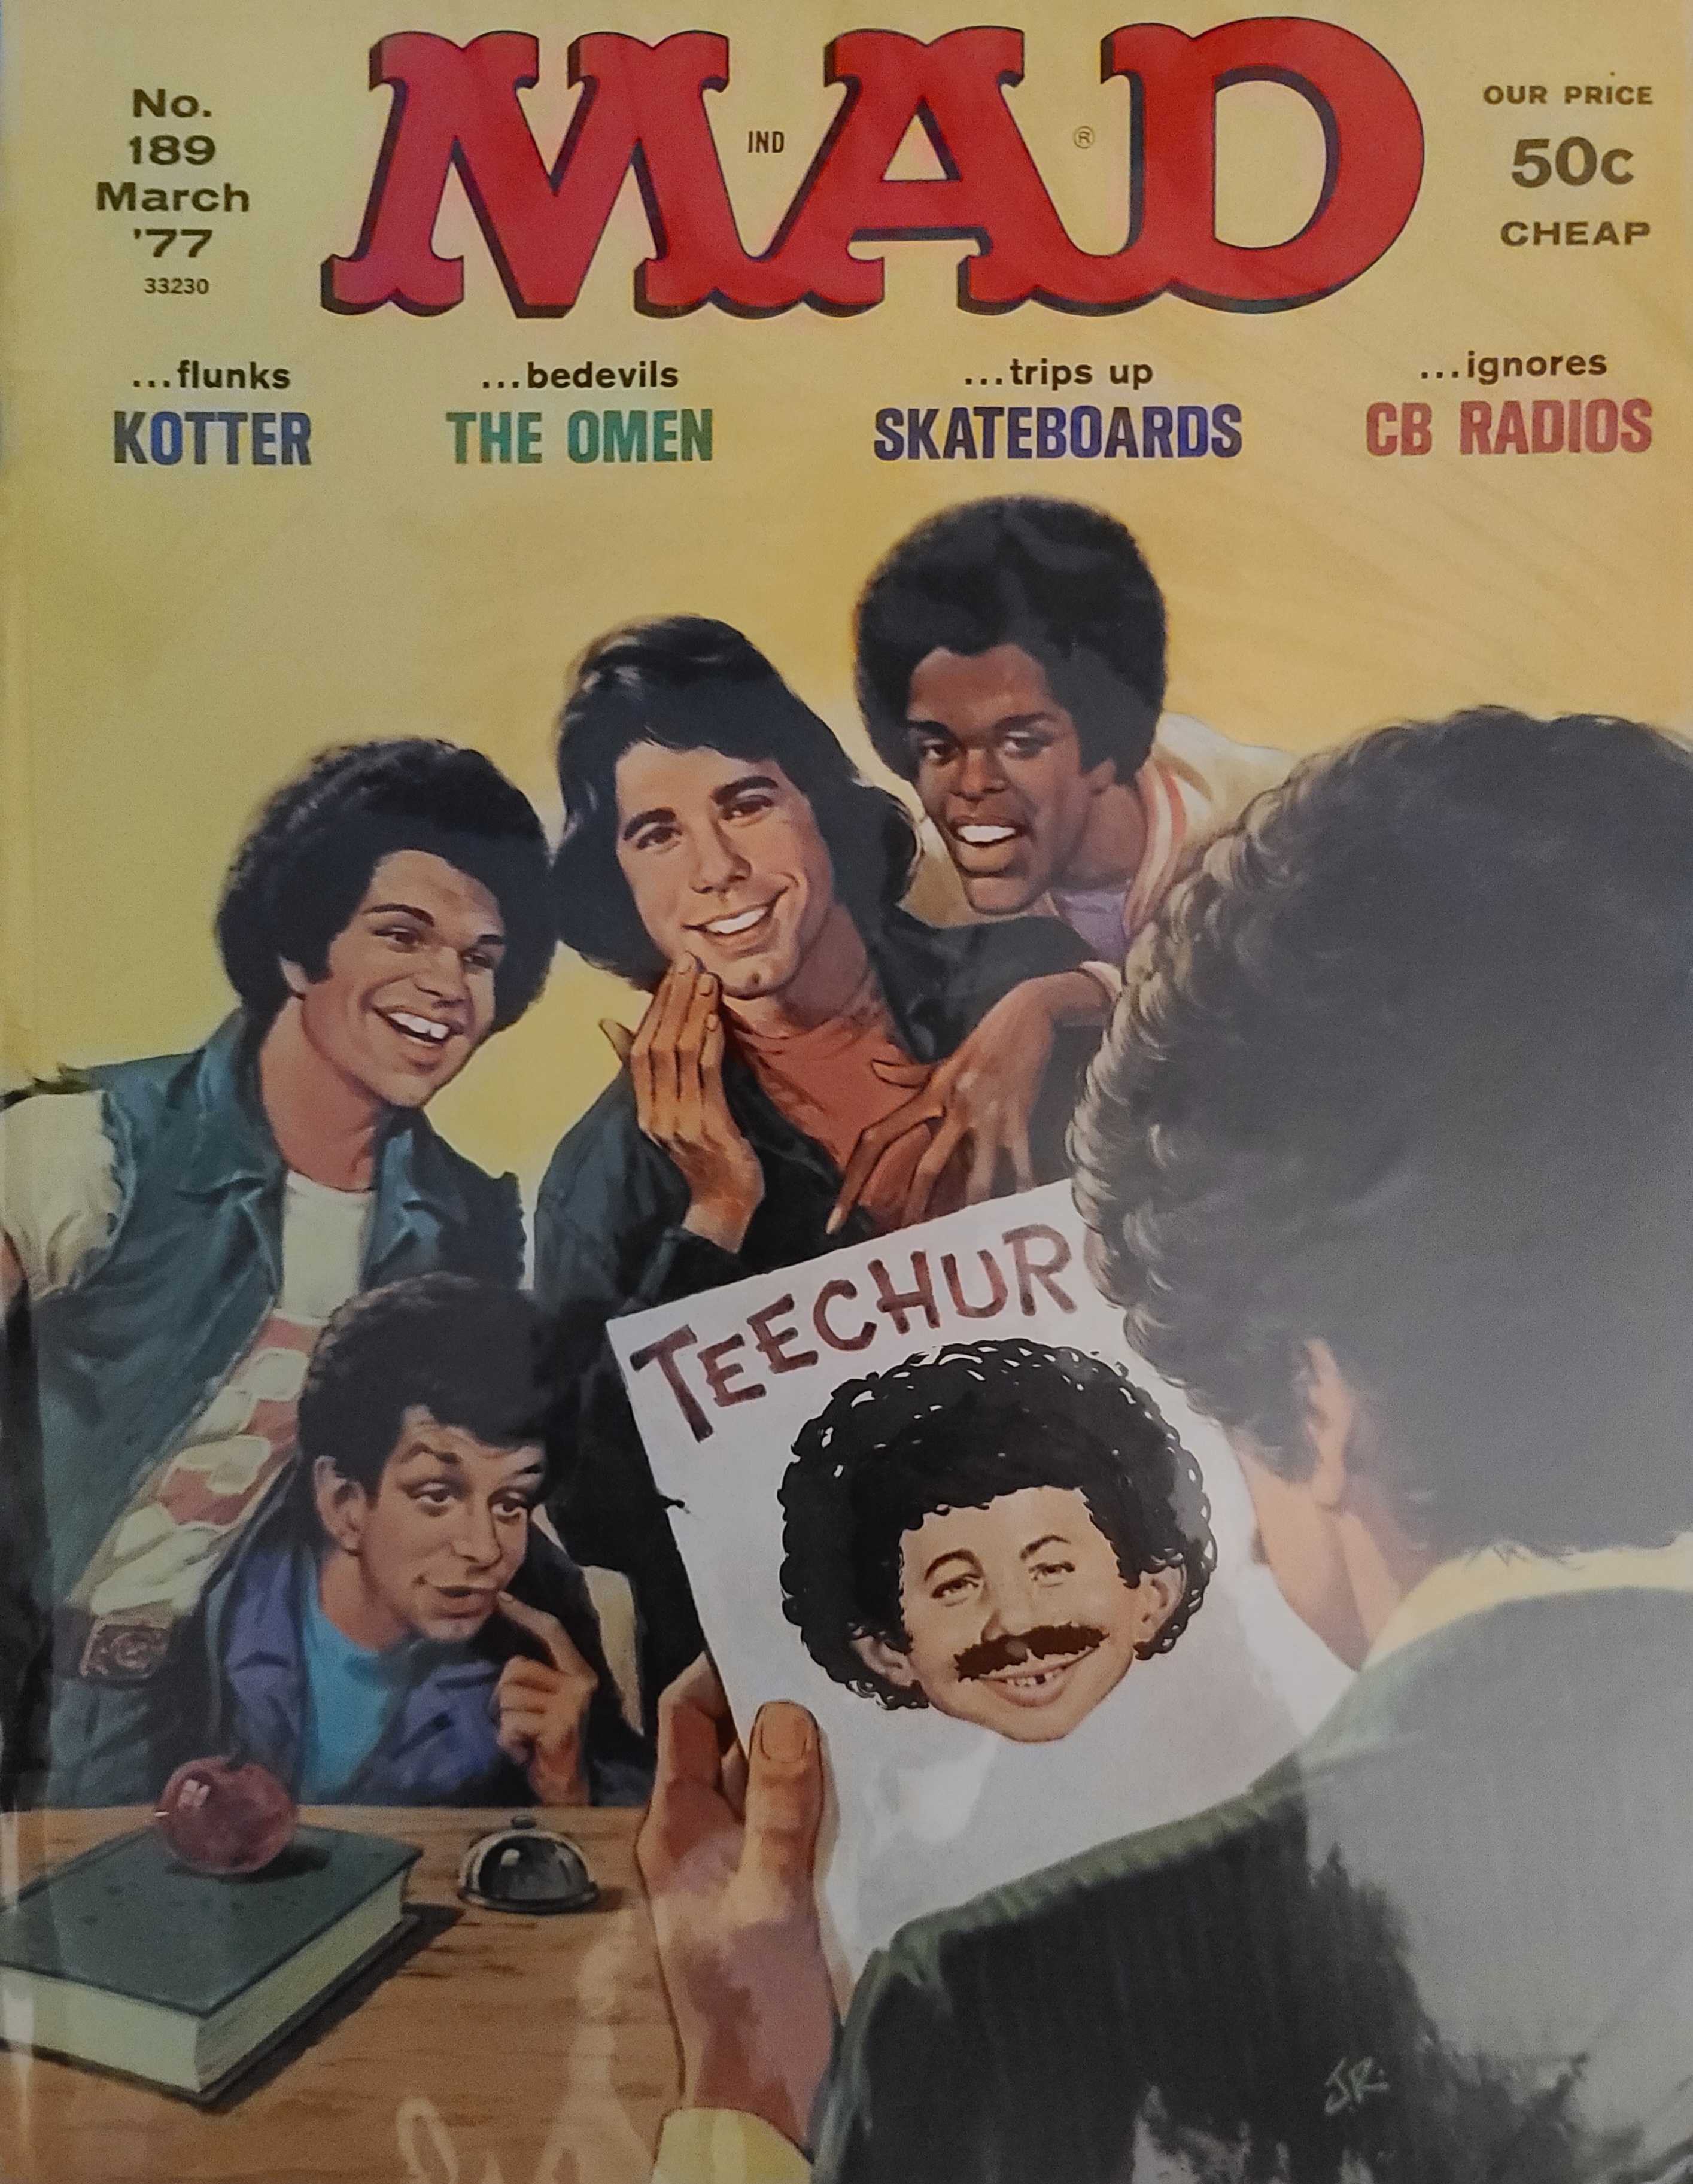 MAD
IND
®
No.
189
March
'77
33230
OUR PRICE
50c
CHEAP
...flunks
KOTTER
...bedevils
THE OMEN
...trips up
SKATEBOARDS
...ignores
CB RADIOS
TEECHUR
J.R.